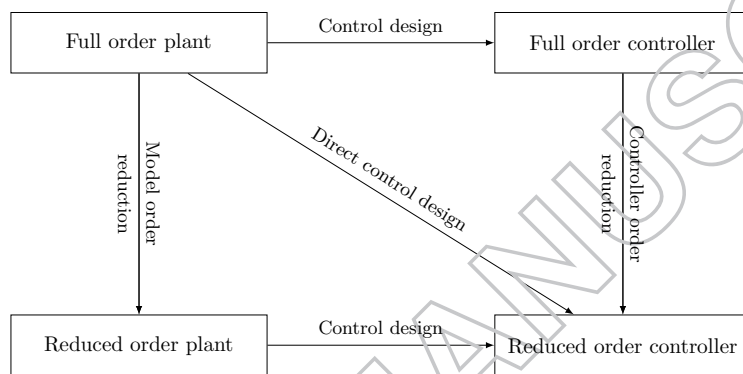 Full order plant
Control design
Full order controller
Model order
reduction
Direct control design
Controller order
reduction
Reduced order plant
Control design
Reduced order controller